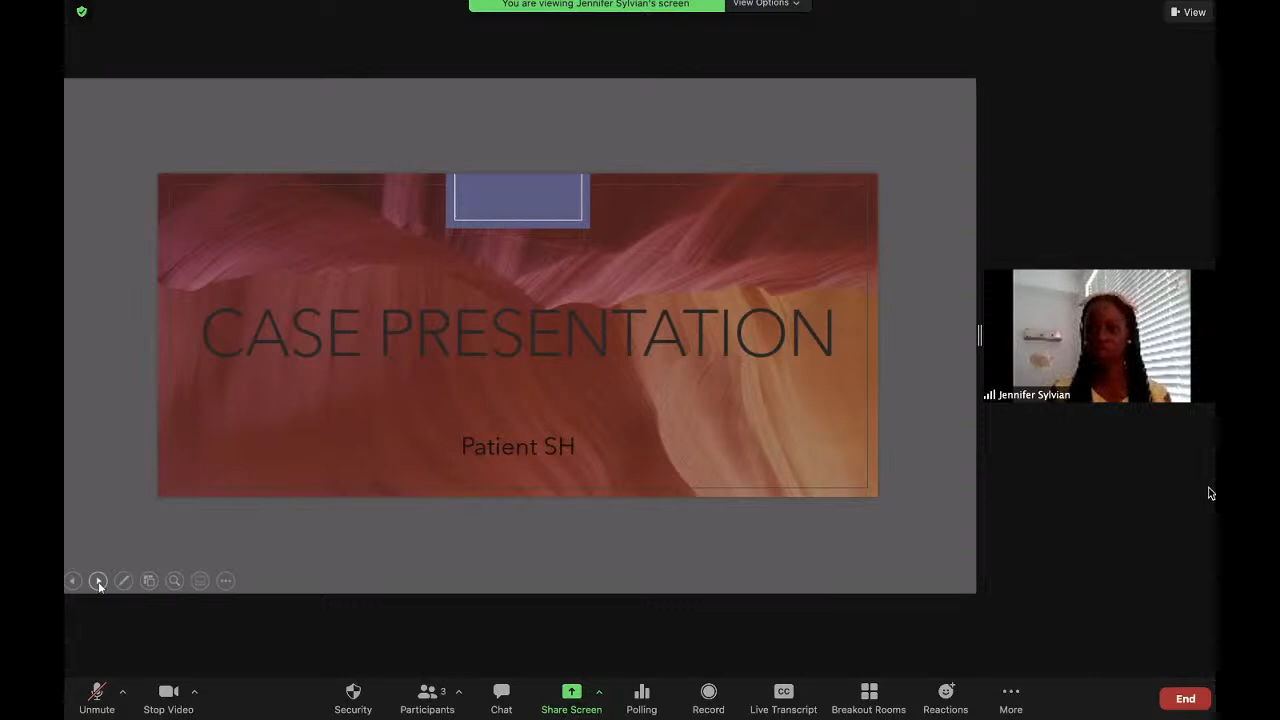 You are viewing Jennifer Sylvian's screen
View Options
View
CASE PRESENTATION
Patient SH
Jennifer Sylvian
Unmute
Stop Video
Security
Participants
3
Chat
Share Screen
Polling
Record
CC
Live Transcript
Breakout Rooms
Reactions
More
End